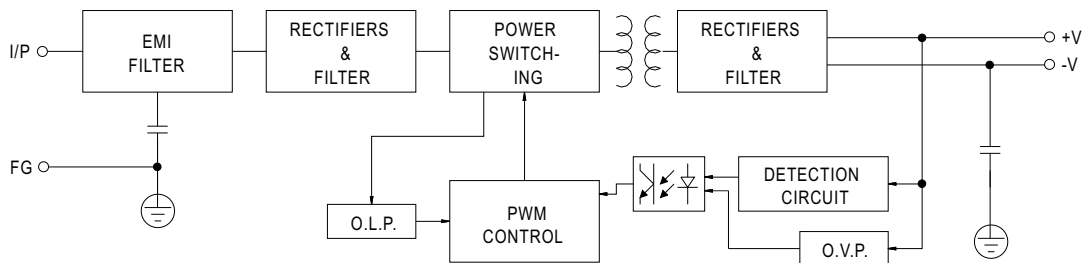 I/P
EMI
FILTER
RECTIFIERS
&
FILTER
POWER
SWITCH-
ING
RECTIFIERS
&
FILTER
+V
-V
FG
O.L.P.
PWM
CONTROL
DETECTION
CIRCUIT
O.V.P.